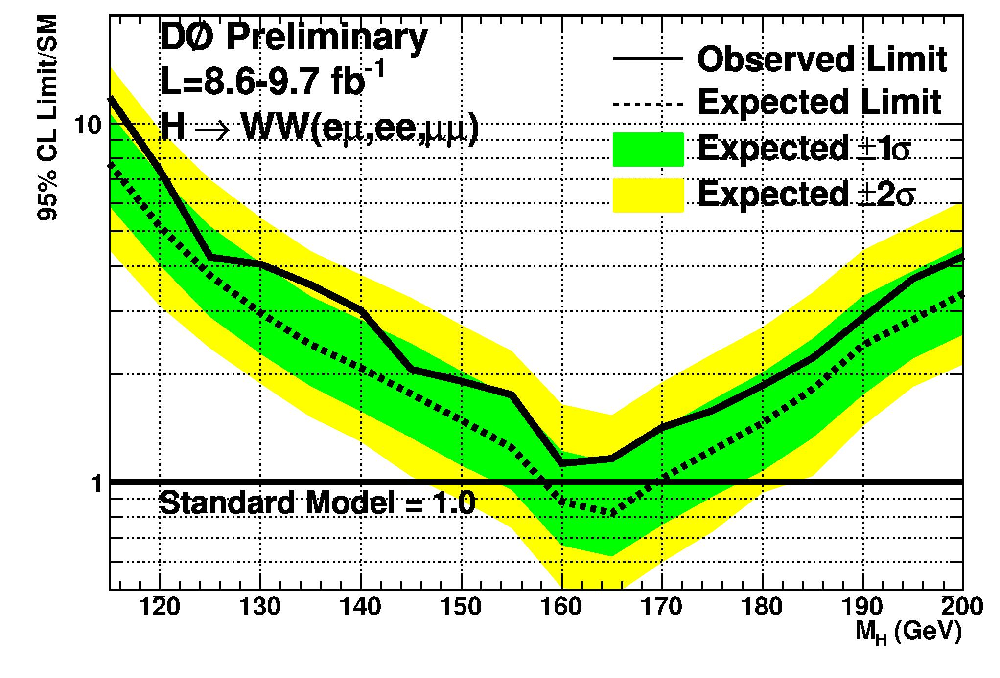 95% CL Limit/SM
DØ Preliminary
L=8.6-9.7 fb⁻¹
H → WW(eμ,ee,μμ)
Observed Limit
Expected Limit
Expected ±1σ
Expected ±2σ
10
1
Standard Model = 1.0
120 130 140 150 160 170 180 190 200
M_H (GeV)